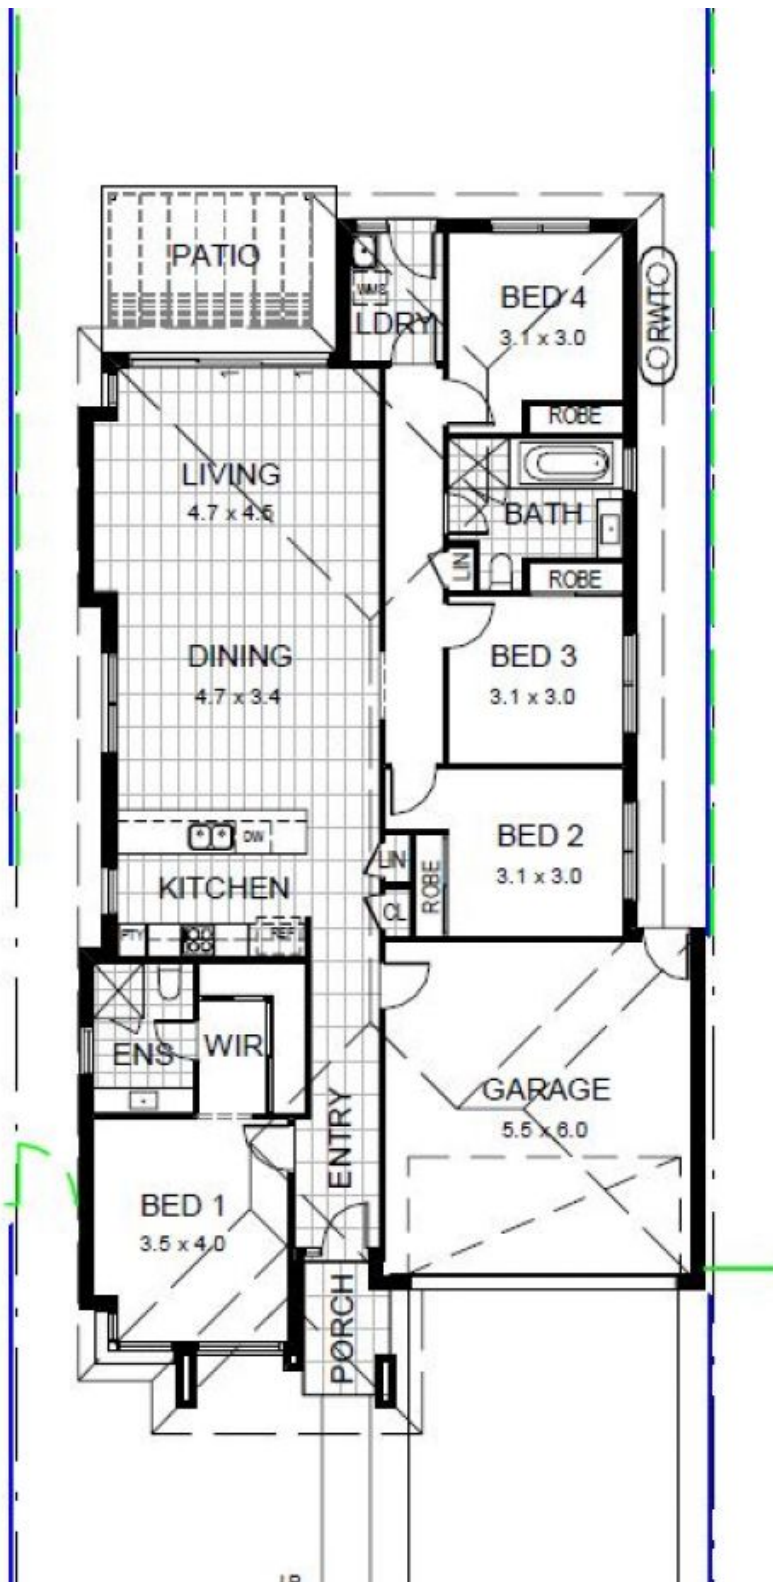 PATIO
WMS
LDRY
BED 4
3.1 x 3.0
ORWTO
ROBE
LIVING
4.7 x 4.5
BATH
LIN
ROBE
DINING
4.7 x 3.4
BED 3
3.1 x 3.0
DW
BED 2
3.1 x 3.0
KITCHEN
LIN
ROBE
CL
PTY
REF
ENS
WIR
GARAGE
5.5 x 6.0
ENTRY
BED 1
3.5 x 4.0
PORCH